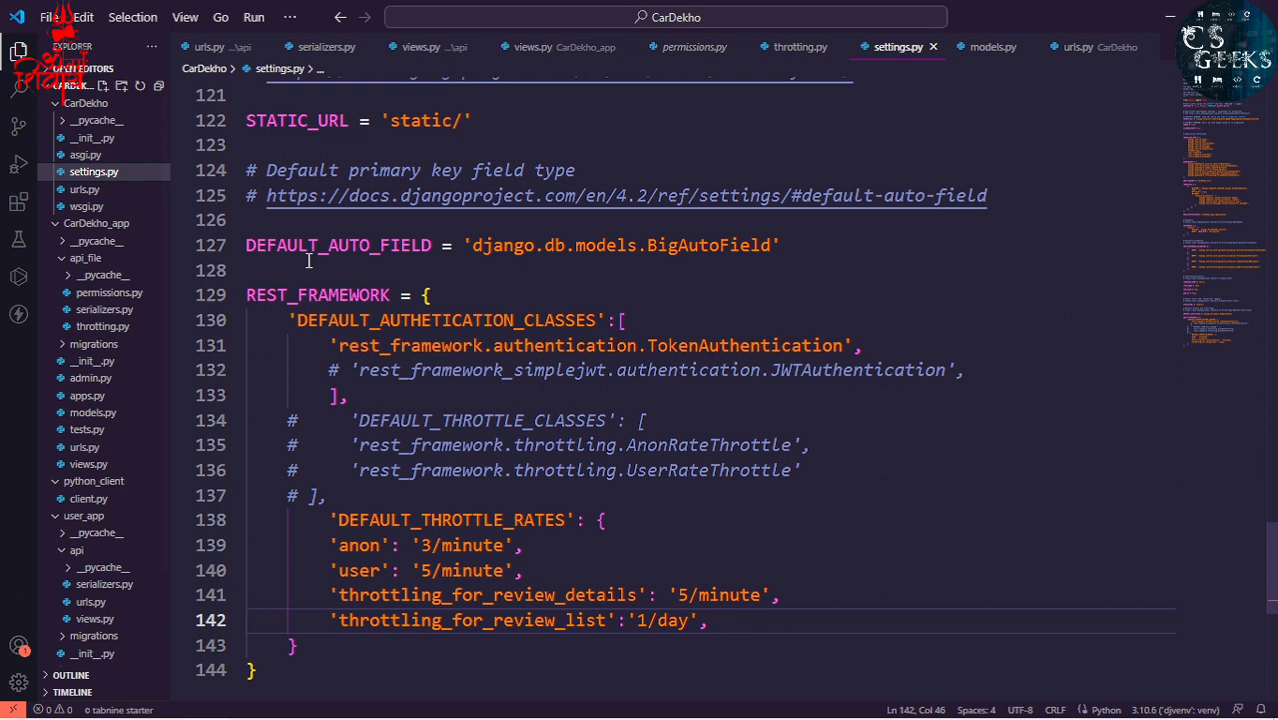 File Edit Selection View Go Run ··· CarDekho
EXPLORER ···
OPEN EDITORS
CARDEK
CarDekho
__pycache__
__init_.py
asgi.py
settings.py
urls.py
wsgi.py
CarDekho_app
__pycache__
api_file
__pycache__
permissions.py
serializers.py
throtting.py
migrations
__init_.py
admin.py
apps.py
models.py
tests.py
urls.py
views.py
python_client
client.py
user_app
__pycache__
api
__pycache__
serializers.py
urls.py
views.py
migrations
__init__.py
OUTLINE
TIMELINE
urls.py ...\api serializers.py views.py ...\api views.py CarDekho_app permissions.py throtting.py settings.py models.py urls.py CarDekho
CarDekho > settings.py > ...
121
122 STATIC_URL = 'static/'
123
124 # Default primary key field type
125 # https://docs.djangoproject.com/en/4.2/ref/settings/#default-auto-field
126
127 DEFAULT_AUTO_FIELD = 'django.db.models.BigAutoField'
128
129 REST_FRAMEWORK = {
130 'DEFAULT_AUTHETICATION_CLASSES':[
131 'rest_framework.authentication.TokenAuthentication',
132 # 'rest_framework_simplejwt.authentication.JWTAuthentication',
133 ],
134 # 'DEFAULT_THROTTLE_CLASSES': [
135 # 'rest_framework.throttling.AnonRateThrottle',
136 # 'rest_framework.throttling.UserRateThrottle'
137 # ],
138 'DEFAULT_THROTTLE_RATES': {
139 'anon': '3/minute',
140 'user': '5/minute',
141 'throttling_for_review_details': '5/minute',
142 'throttling_for_review_list':'1/day',
143 }
144 }
CS
GEEKS
0 0 tabnine starter Ln 142, Col 46 Spaces: 4 UTF-8 CRLF Python 3.10.6 ('djvenv': venv)